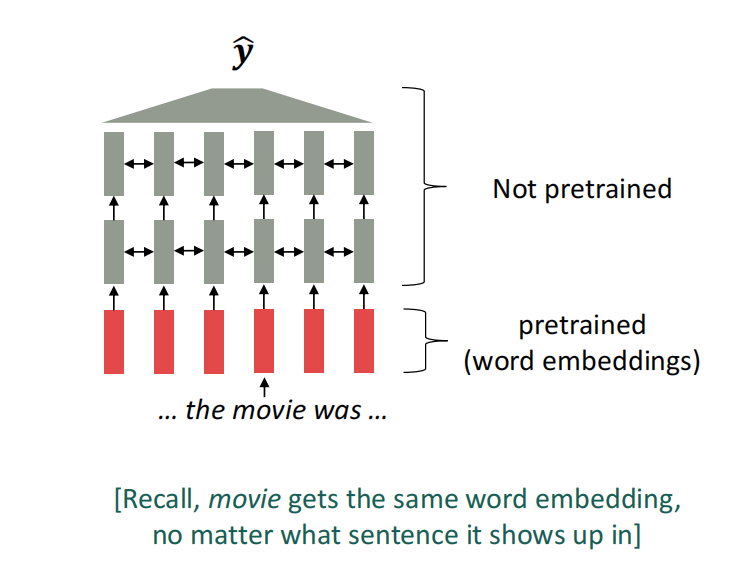 ŷ
Not pretrained
pretrained
(word embeddings)
... the movie was ...
[Recall, movie gets the same word embedding,
no matter what sentence it shows up in]